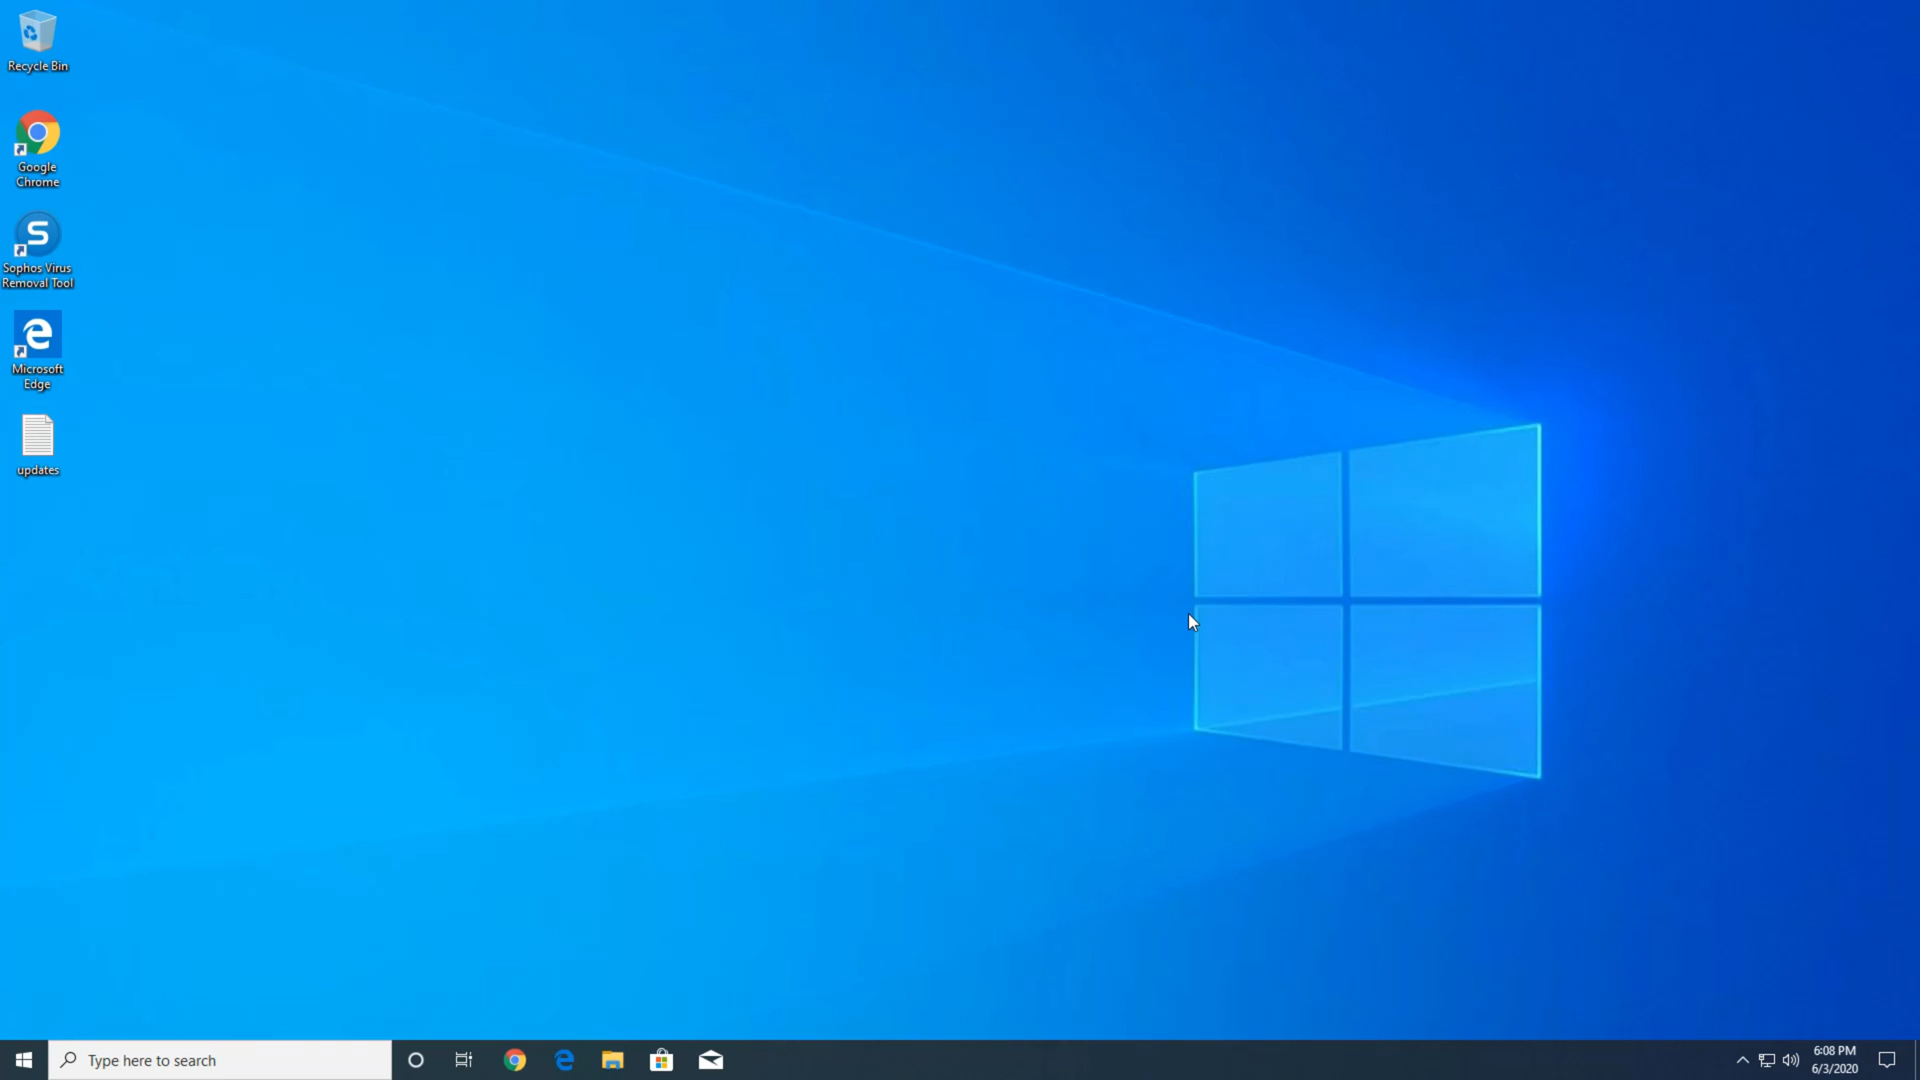 Recycle Bin
Google
Chrome
S
Sophos Virus
Removal Tool
Microsoft
Edge
updates
Type here to search
6:08 PM
6/3/2020